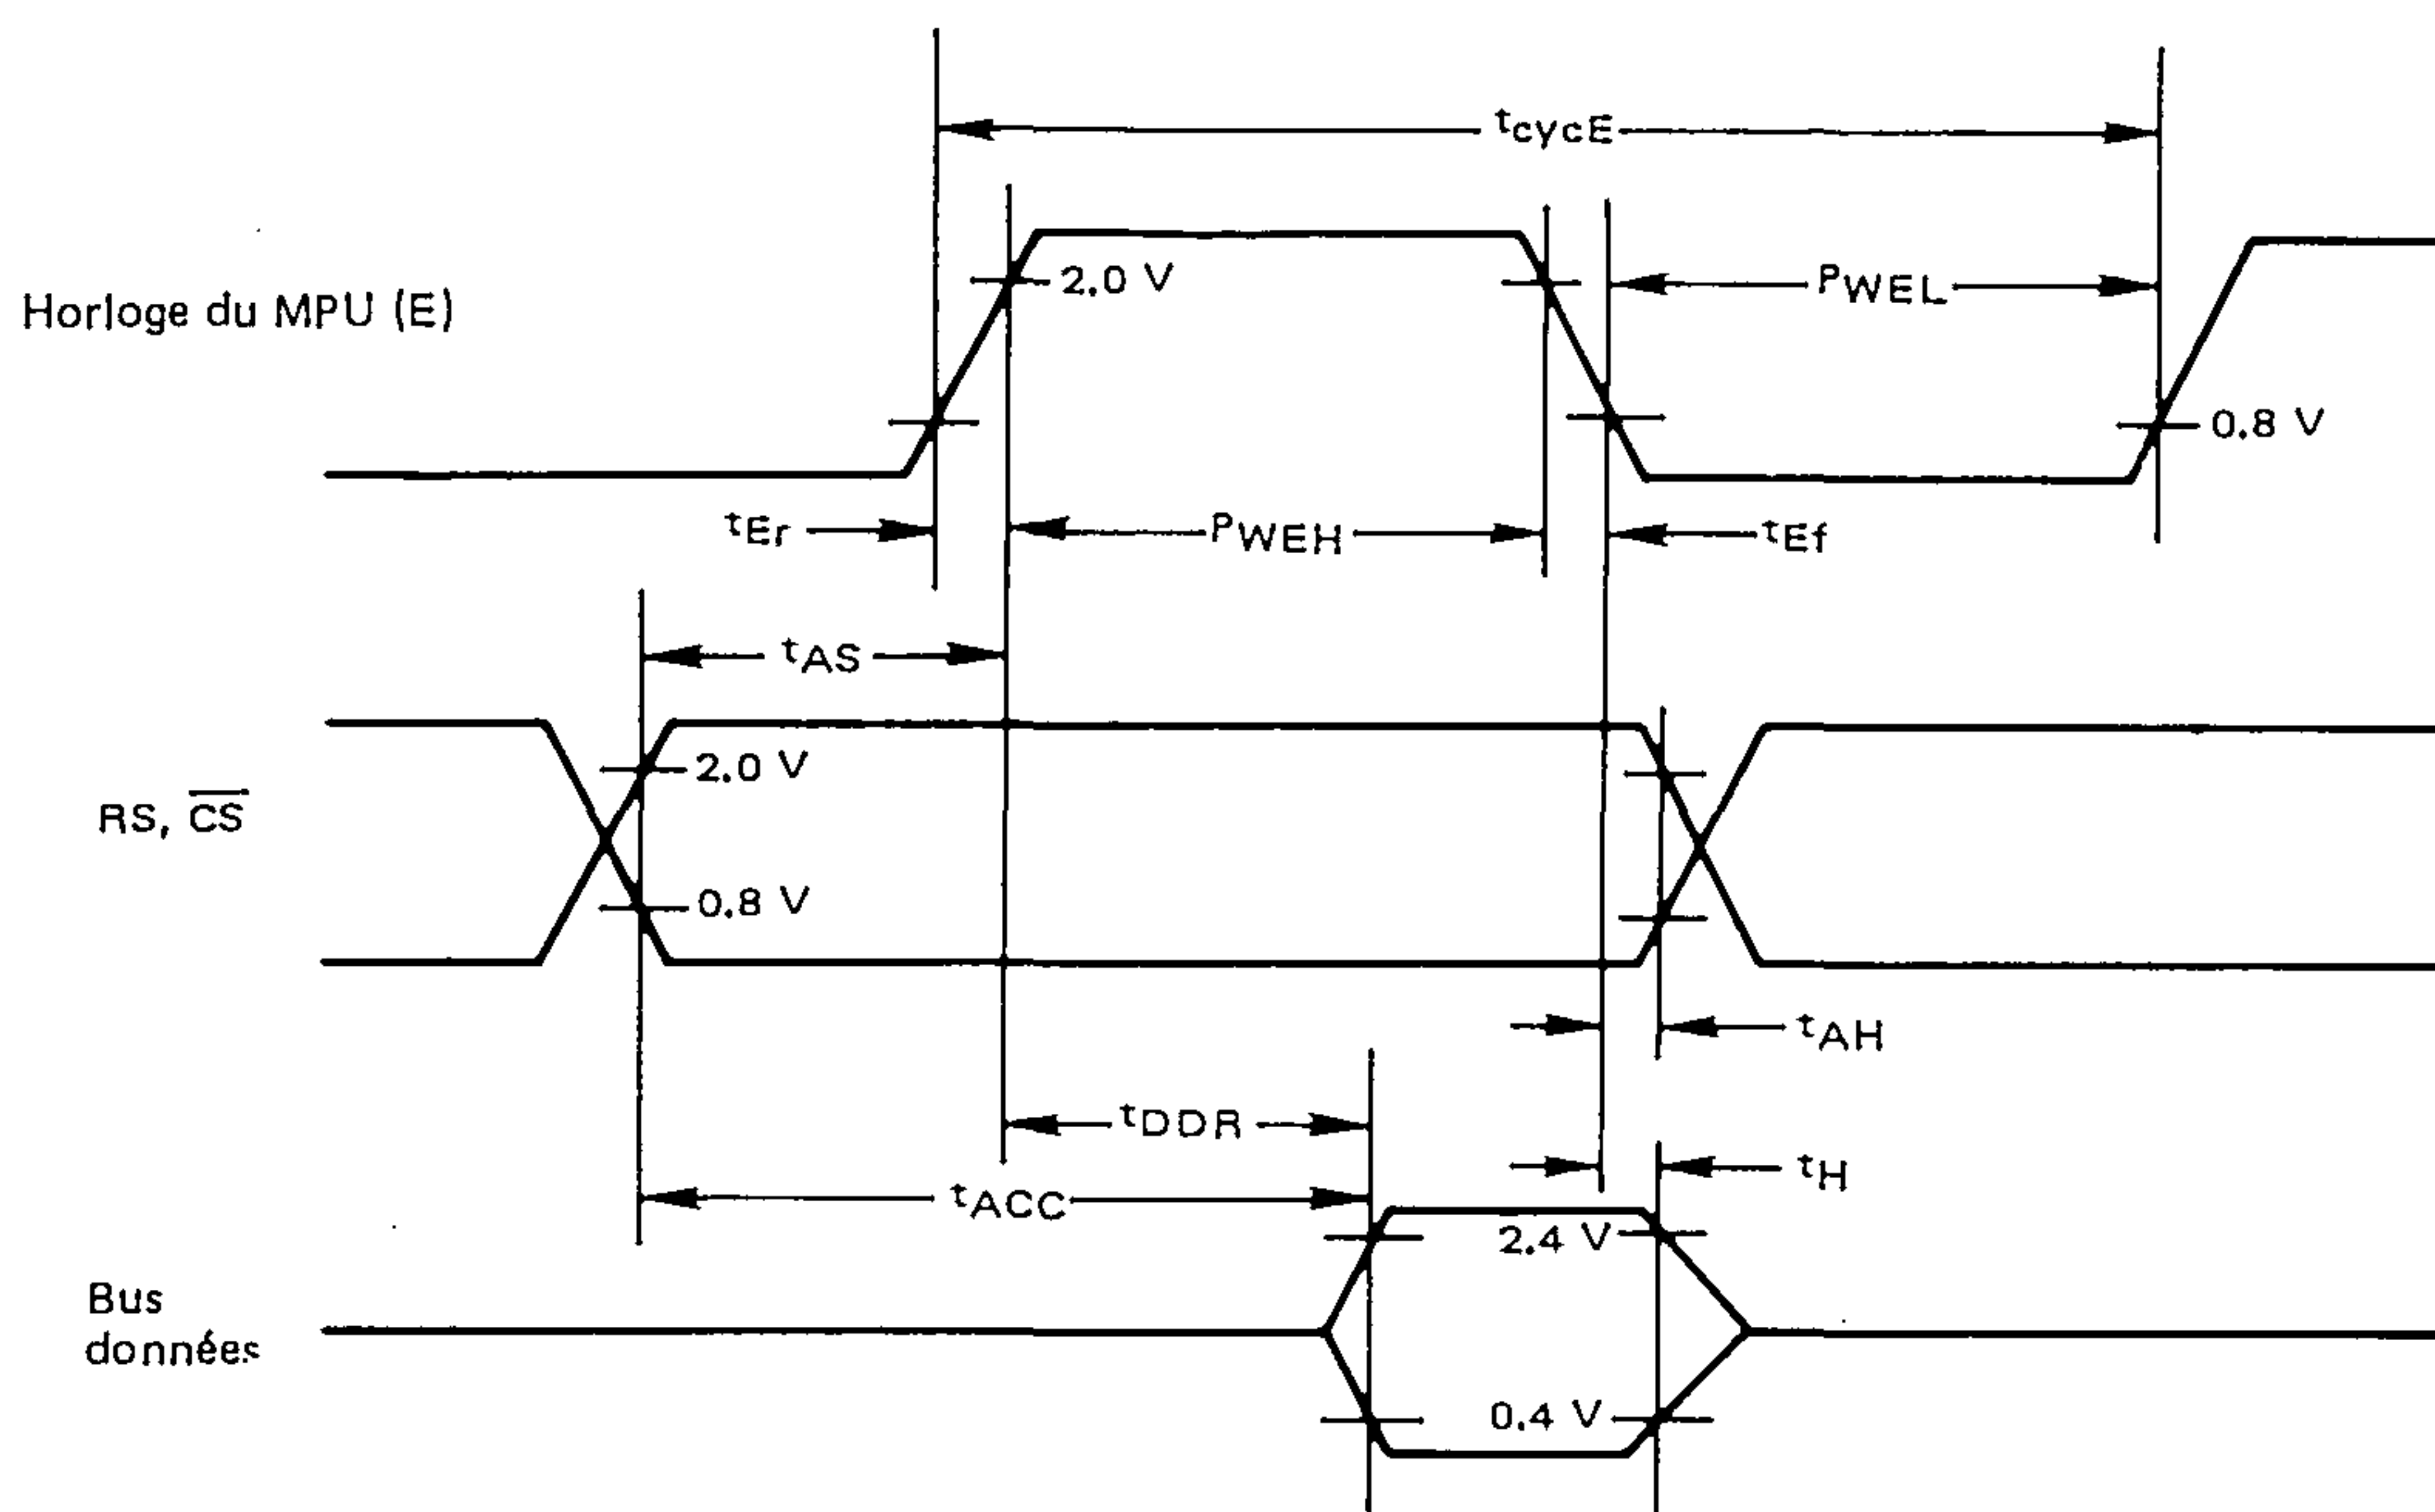 tcycE
2.0 V
PWEL
Horloge du MPU (E)
0.8 V
tEr
PWEH
tEf
tAS
2.0 V
RS, C̅S̅
0.8 V
tAH
tDDR
tH
tACC
2.4 V
Bus
données
0.4 V